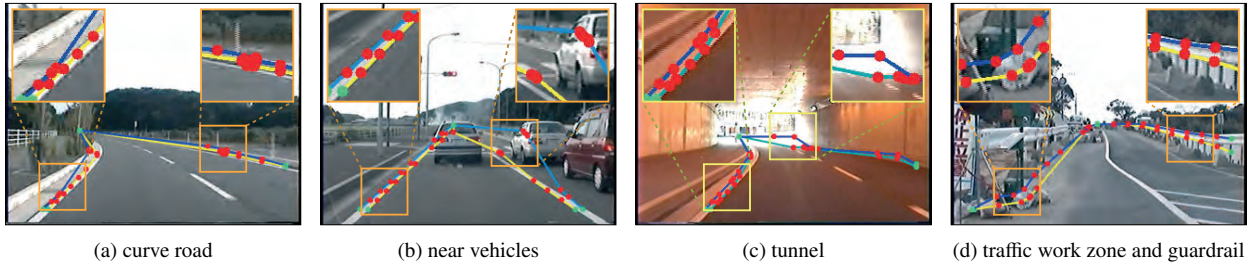 (a) curve road
(b) near vehicles
(c) tunnel
(d) traffic work zone and guardrail